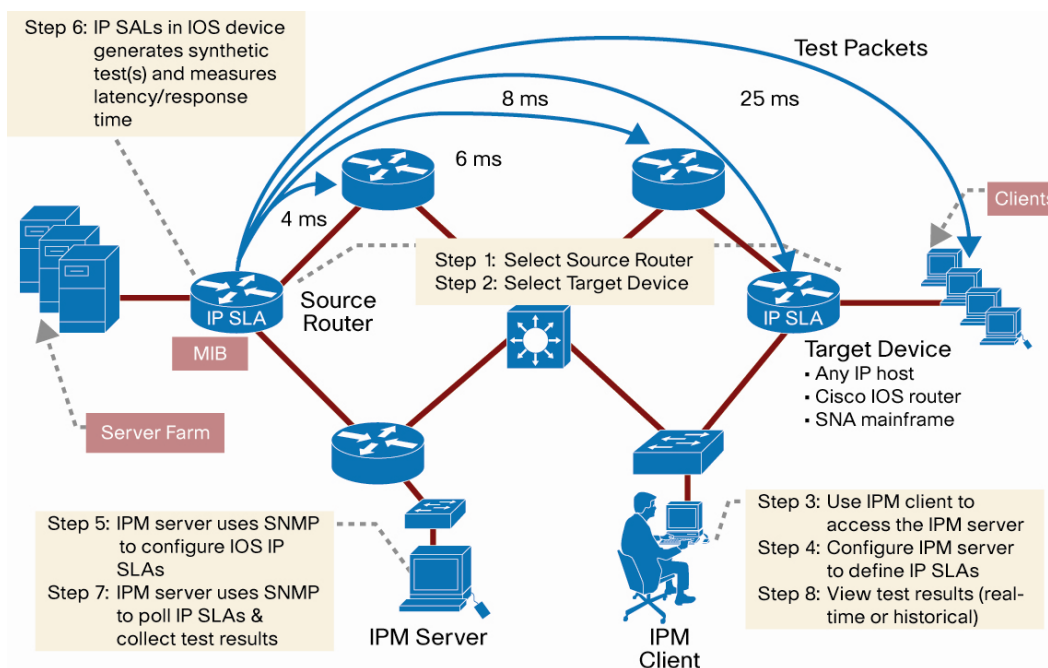 Step 6: IP SALs in IOS device
generates synthetic
test(s) and measures
latency/response
time
Test Packets
8 ms
25 ms
6 ms
4 ms
Clients
Step 1: Select Source Router
Step 2: Select Target Device
IP SLA
Source
Router
MIB
IP SLA
Target Device
▪ Any IP host
▪ Cisco IOS router
▪ SNA mainframe
Server Farm
Step 5: IPM server uses SNMP
to configure IOS IP
SLAs
Step 7: IPM server uses SNMP
to poll IP SLAs &
collect test results
IPM Server
IPM
Client
Step 3: Use IPM client to
access the IPM server
Step 4: Configure IPM server
to define IP SLAs
Step 8: View test results (real-
time or historical)